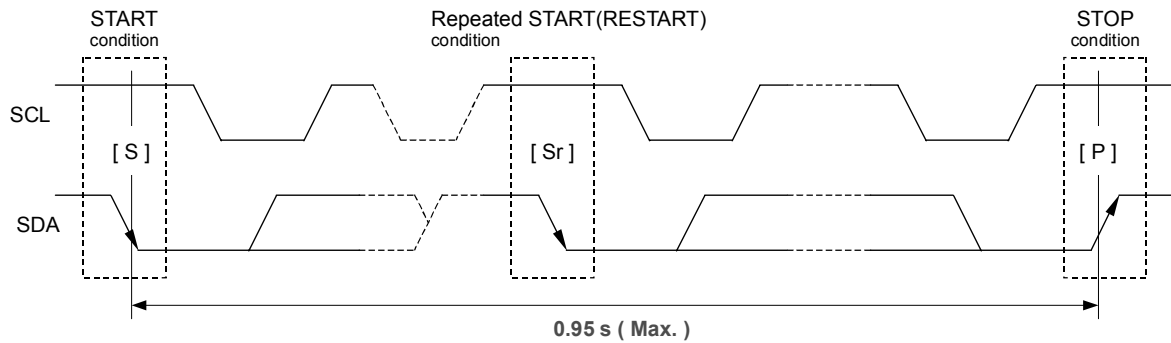 START
condition
Repeated START(RESTART)
condition
STOP
condition
SCL
[ S ]
[ Sr ]
[ P ]
SDA
0.95 s ( Max. )